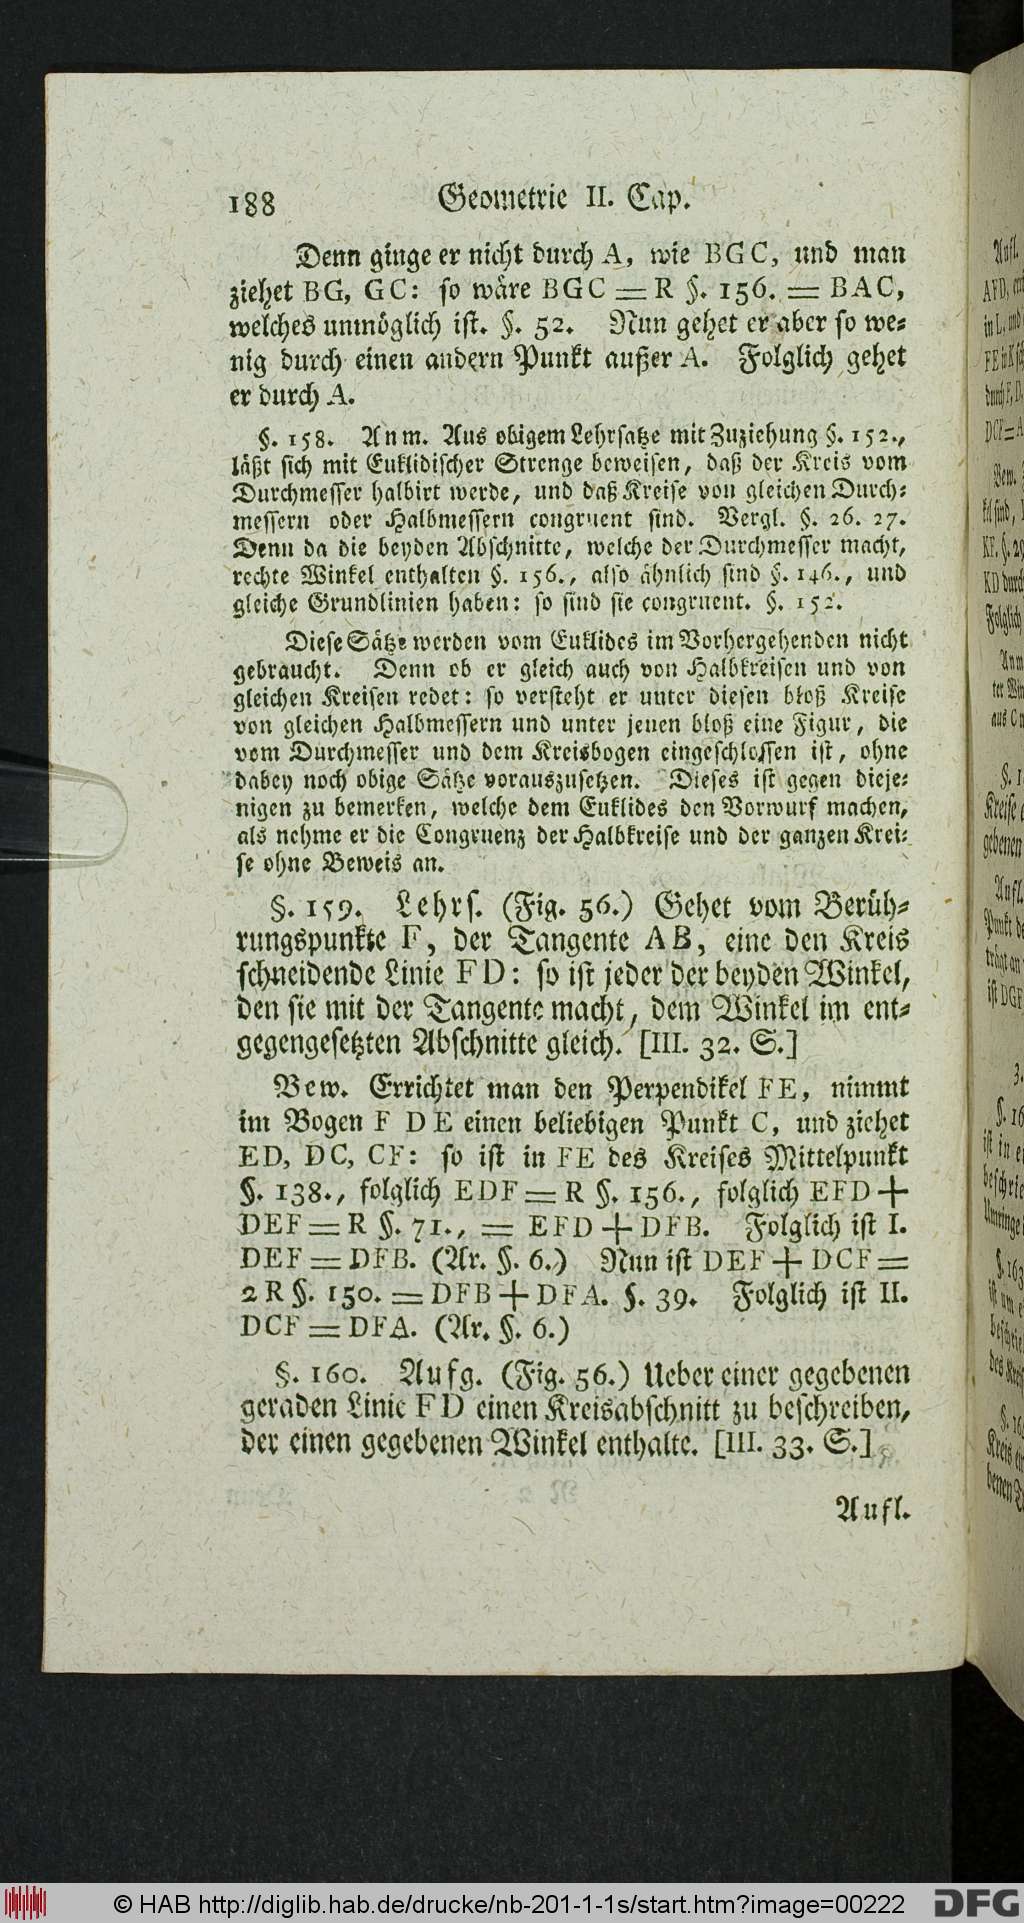 188 Geometrie II. Cap.
Denn ginge er nicht durch A, wie BGC, und man
ziehet BG, GC: so wäre BGC = R §. 156. = BAC,
welches unmöglich ist. §. 52. Nun gehet er aber so we-
nig durch einen andern Punkt außer A. Folglich gehet
er durch A.
§. 158. Anm. Aus obigem Lehrsatze mit Zuziehung §. 152.,
läßt sich mit Euklidischer Strenge beweisen, daß der Kreis vom
Durchmesser halbirt werde, und daß Kreise von gleichen Durch-
messern oder Halbmessern congruent sind. Vergl. §. 26. 27.
Denn da die beyden Abschnitte, welche der Durchmesser macht,
rechte Winkel enthalten §. 156., also ähnlich sind §. 146., und
gleiche Grundlinien haben: so sind sie congruent. §. 152.
Diese Sätze werden vom Euklides im Vorhergehenden nicht
gebraucht. Denn ob er gleich auch von Halbkreisen und von
gleichen Kreisen redet: so versteht er unter diesen bloß Kreise
von gleichen Halbmessern und unter jenen bloß eine Figur, die
vom Durchmesser und dem Kreisbogen eingeschlossen ist, ohne
dabey noch obige Sätze vorauszusetzen. Dieses ist gegen dieje-
nigen zu bemerken, welche dem Euklides den Vorwurf machen,
als nehme er die Congruenz der Halbkreise und der ganzen Krei-
se ohne Beweis an.
§. 159. Lehrs. (Fig. 56.) Gehet vom Berüh-
rungspunkte F, der Tangente AB, eine den Kreis
schneidende Linie FD: so ist jeder der beyden Winkel,
den sie mit der Tangente macht, dem Winkel im ent-
gegengesetzten Abschnitte gleich. [III. 32. S.]
Bew. Errichtet man den Perpendikel FE, nimmt
im Bogen F D E einen beliebigen Punkt C, und ziehet
ED, DC, CF: so ist in FE des Kreises Mittelpunkt
§. 138., folglich EDF = R §. 156., folglich EFD +
DEF = R §. 71., = EFD + DFB. Folglich ist I.
DEF = DFB. (Ar. §. 6.) Nun ist DEF + DCF =
2 R §. 150. = DFB + DFA. §. 39. Folglich ist II.
DCF = DFA. (Ar. §. 6.)
§. 160. Aufg. (Fig. 56.) Ueber einer gegebenen
geraden Linie FD einen Kreisabschnitt zu beschreiben,
der einen gegebenen Winkel enthalte. [III. 33. S.]
Aufl.
© HAB http://diglib.hab.de/drucke/nb-201-1-1s/start.htm?image=00222
DFG